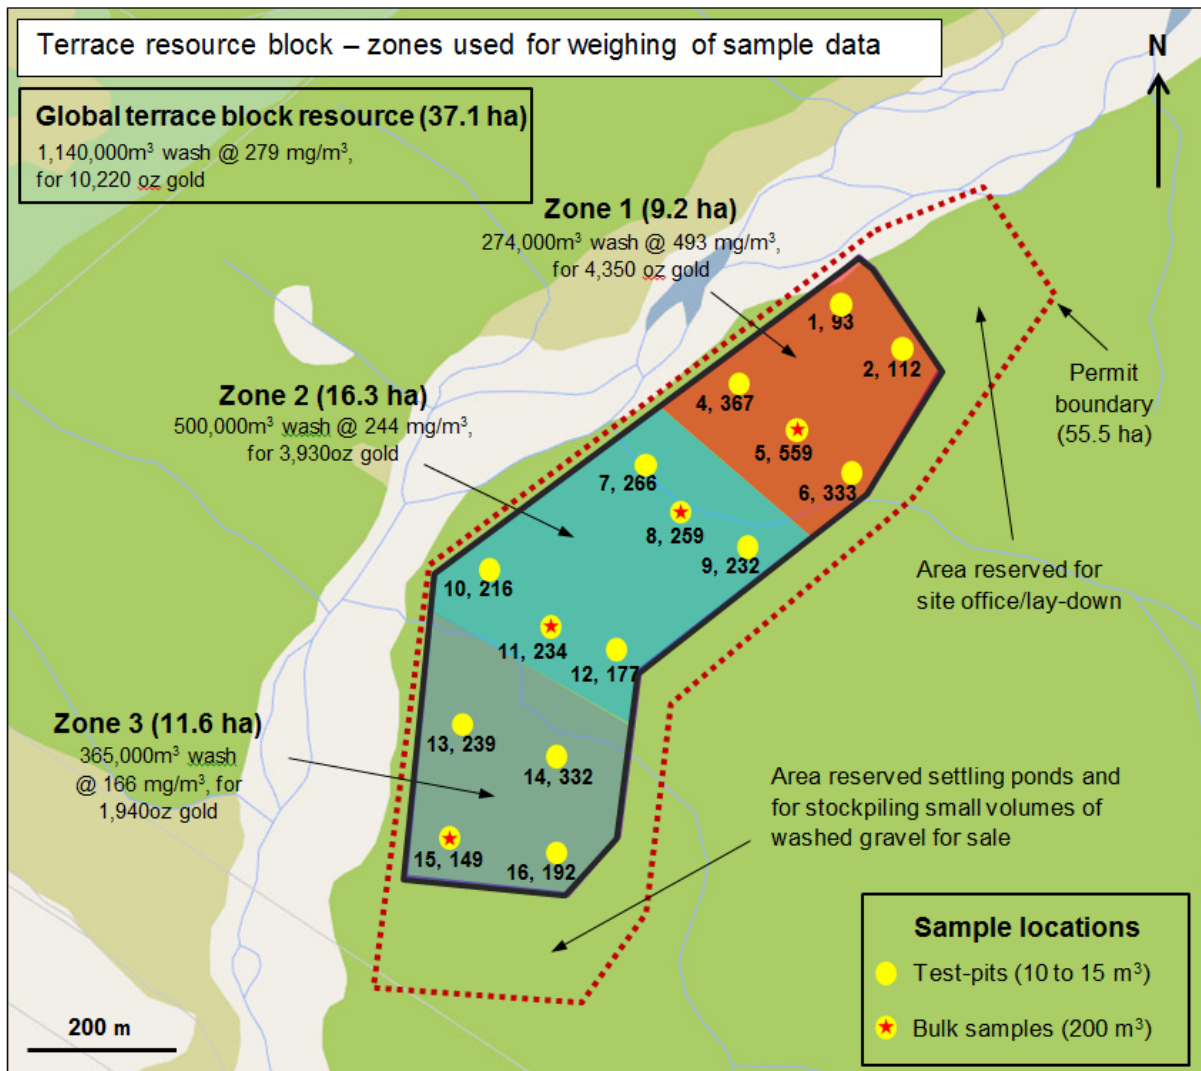 Terrace resource block – zones used for weighing of sample data
N
Global terrace block resource (37.1 ha)
1,140,000m³ wash @ 279 mg/m³,
for 10,220 oz gold
Zone 1 (9.2 ha)
274,000m³ wash @ 493 mg/m³,
for 4,350 oz gold
1, 93
2, 112
4, 367
5, 559
6, 333
Permit
boundary
(55.5 ha)
Zone 2 (16.3 ha)
500,000m³ wash @ 244 mg/m³,
for 3,930oz gold
7, 266
8, 259
9, 232
10, 216
11, 234
12, 177
Area reserved for
site office/lay-down
Zone 3 (11.6 ha)
365,000m³ wash
@ 166 mg/m³, for
1,940oz gold
13, 239
14, 332
15, 149
16, 192
Area reserved settling ponds and
for stockpiling small volumes of
washed gravel for sale
Sample locations
Test-pits (10 to 15 m³)
Bulk samples (200 m³)
200 m